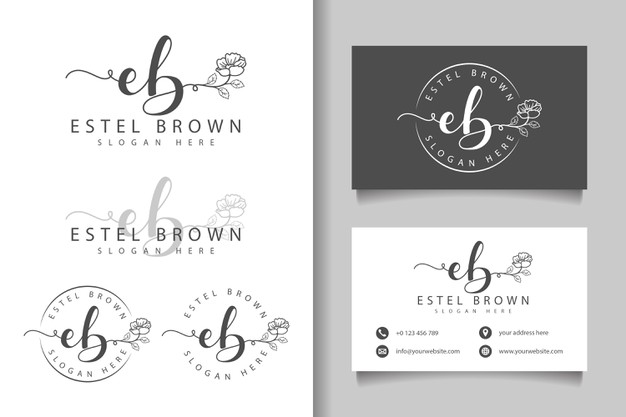 eb
ESTEL BROWN
SLOGAN HERE
eb
ESTEL BROWN
SLOGAN HERE
ESTEL BROWN
eb
SLOGAN HERE
ESTEL BROWN
eb
SLOGAN HERE
ESTEL BROWN
eb
SLOGAN HERE
eb
ESTEL BROWN
SLOGAN HERE
+0 123 456 789
your address here
info@yourwebsite.com
www.yourwebsite.com